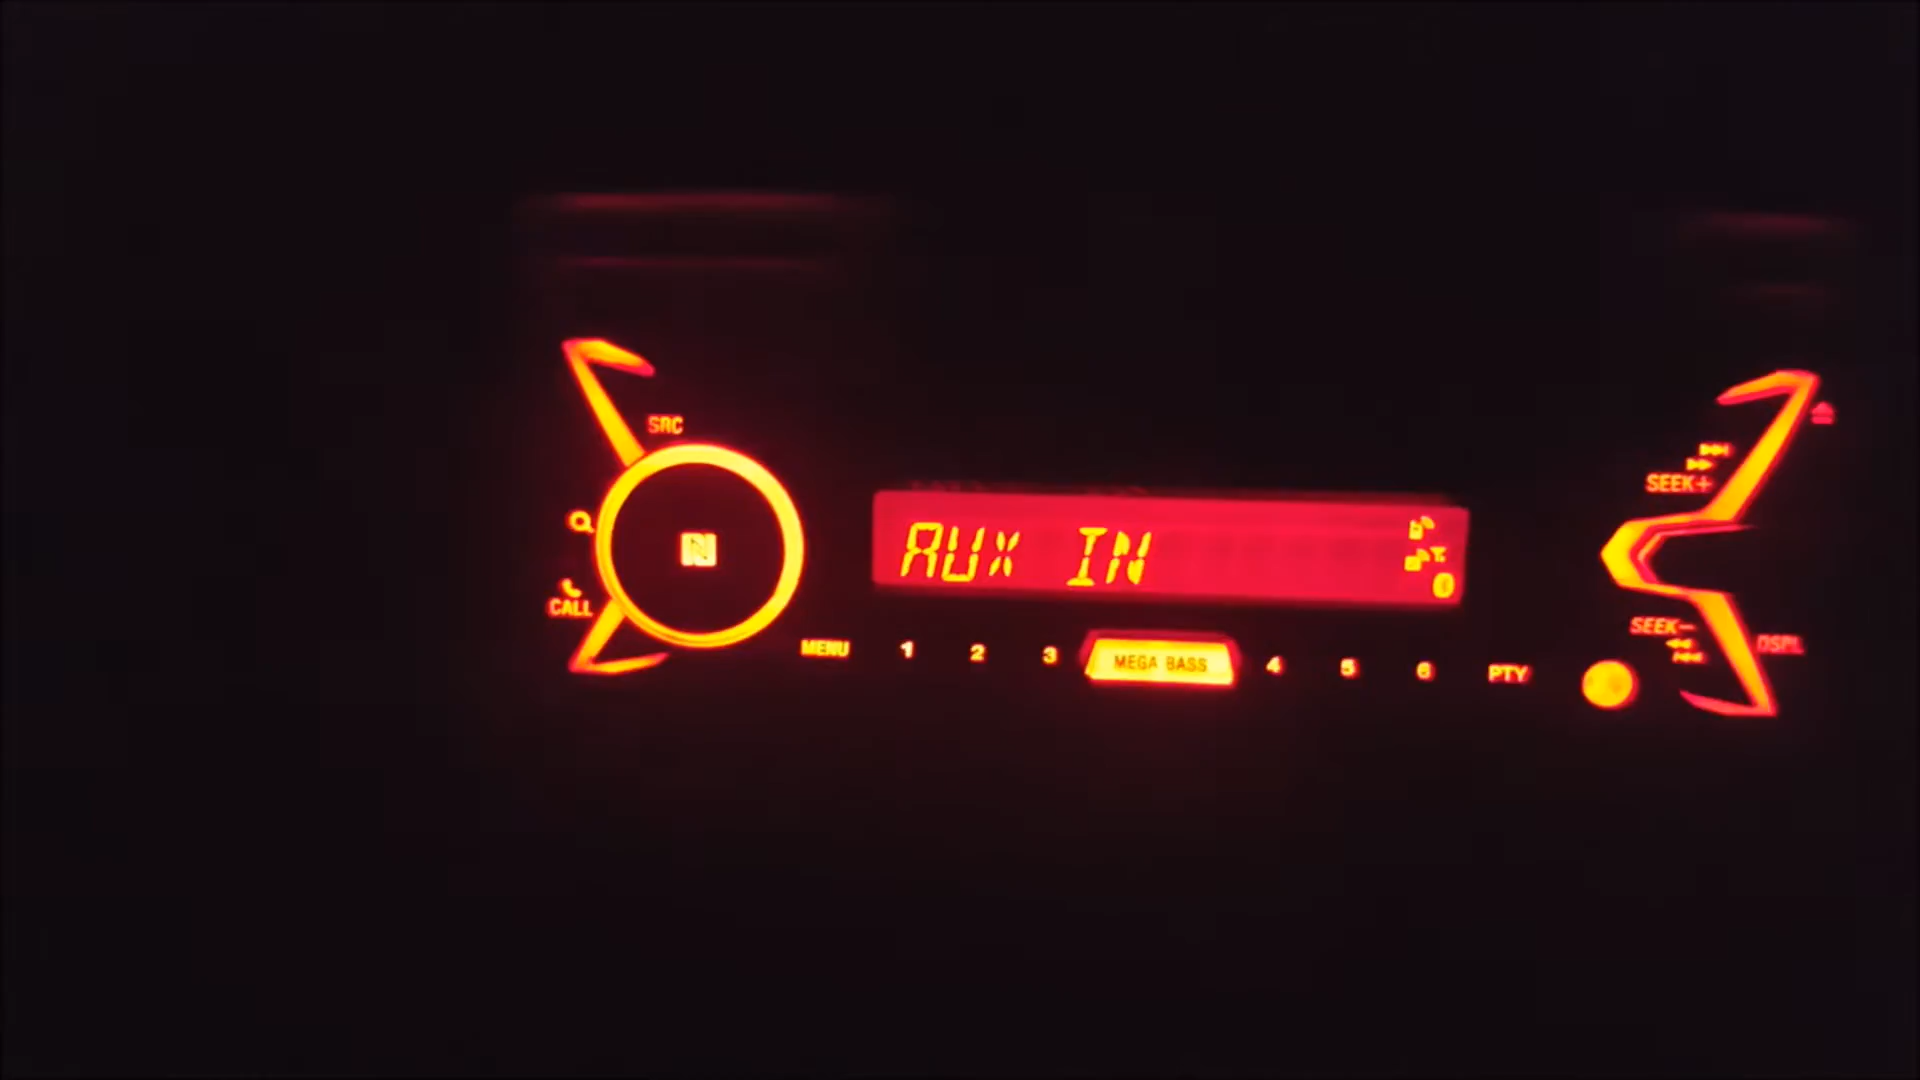 SRC
SEEK+
AUX IN
CALL
SEEK-
DSPL
MENU 1 2 3 MEGA BASS 4 5 6 PTY